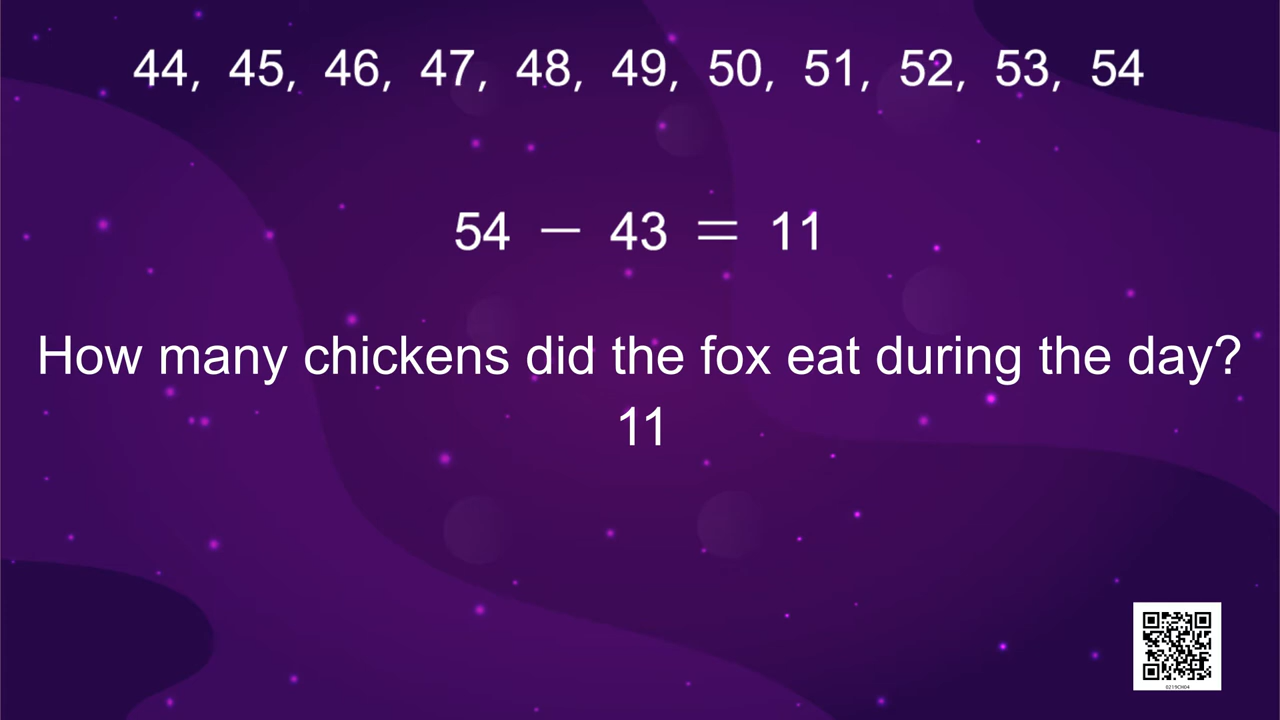 44, 45, 46, 47, 48, 49, 50, 51, 52, 53, 54
54 − 43 = 11
How many chickens did the fox eat during the day?
11
0219CH04